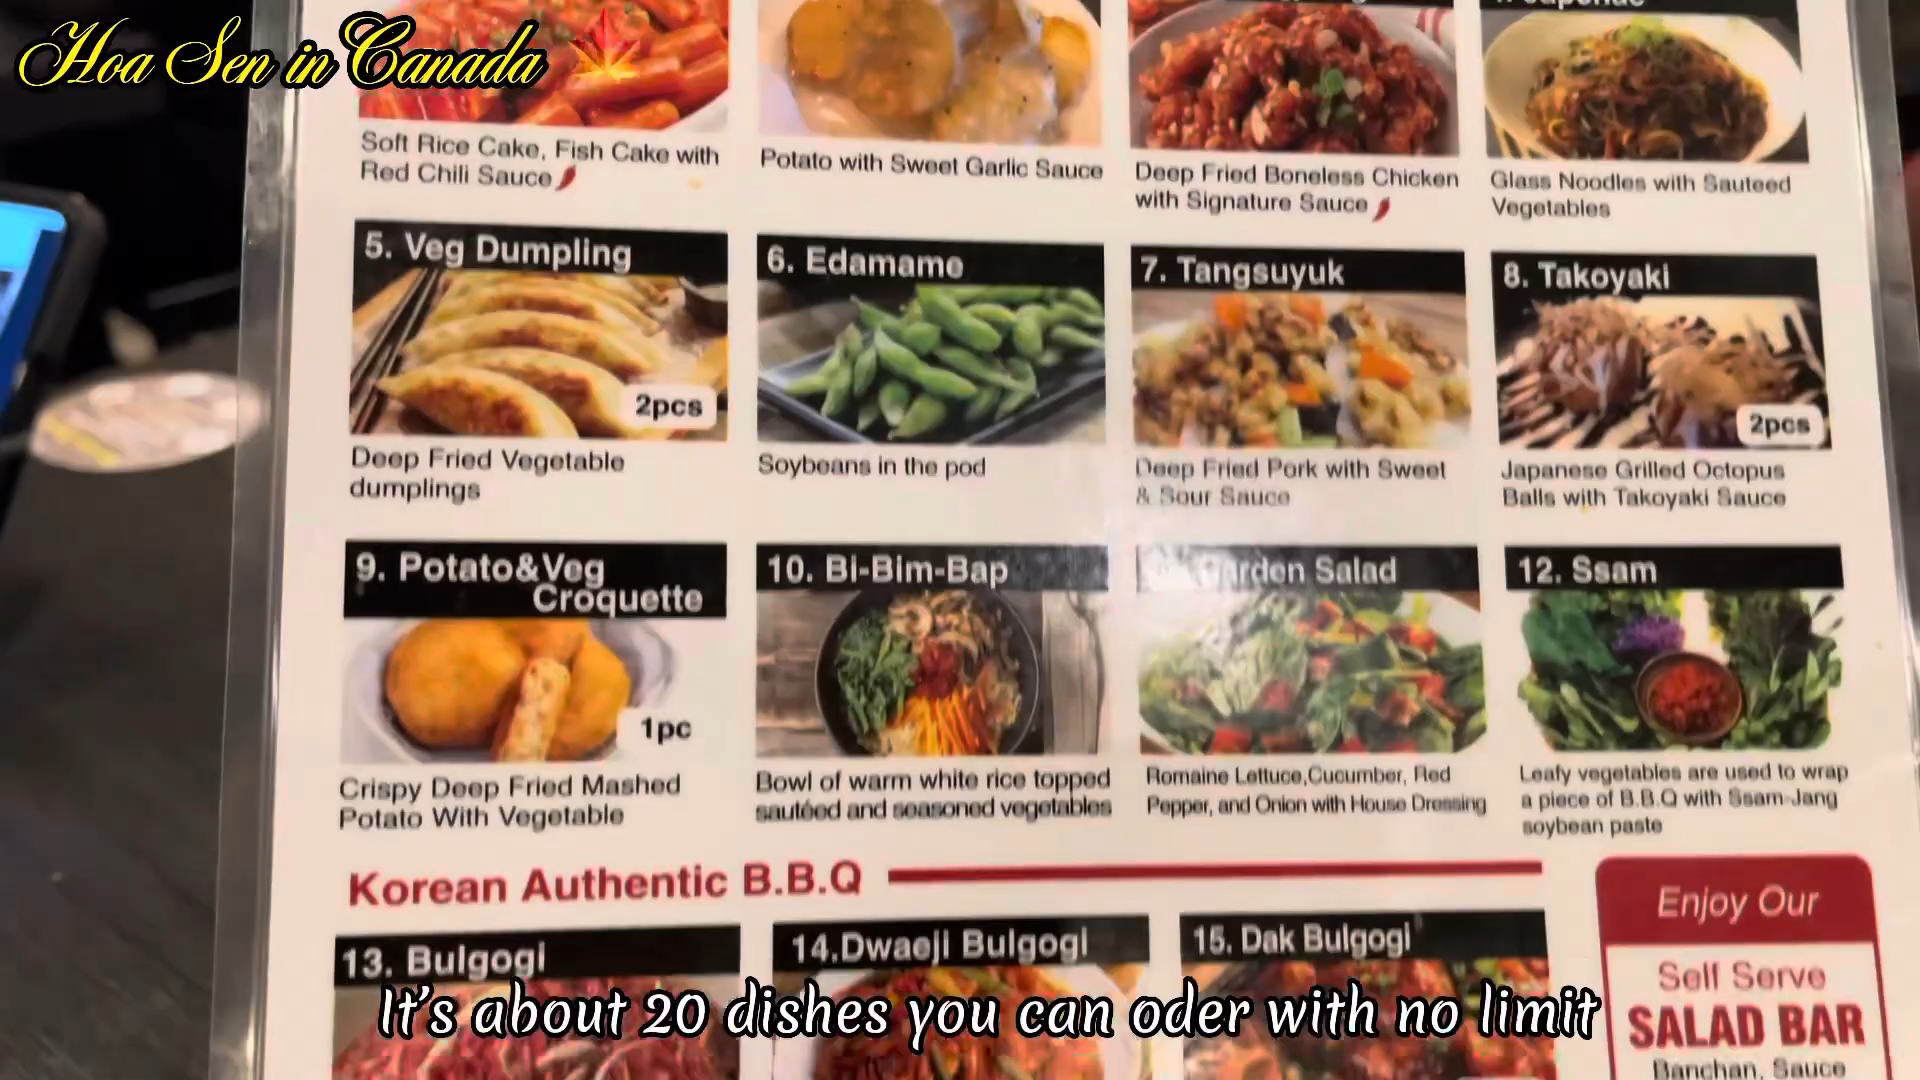 Hoa Sen in Canada
Soft Rice Cake, Fish Cake with
Red Chili Sauce
Potato with Sweet Garlic Sauce
Deep Fried Boneless Chicken
with Signature Sauce
Glass Noodles with Sauteed
Vegetables
5. Veg Dumpling
2pcs
Deep Fried Vegetable
dumplings
6. Edamame
Soybeans in the pod
7. Tangsuyuk
Deep Fried Pork with Sweet
& Sour Sauce
8. Takoyaki
2pcs
Japanese Grilled Octopus
Balls with Takoyaki Sauce
9. Potato&Veg
Croquette
1pc
Crispy Deep Fried Mashed
Potato With Vegetable
10. Bi-Bim-Bap
Bowl of warm white rice topped
sautéed and seasoned vegetables
Garden Salad
Romaine Lettuce,Cucumber, Red
Pepper, and Onion with House Dressing
12. Ssam
Leafy vegetables are used to wrap
a piece of B.B.Q with Ssam-Jang
soybean paste
Korean Authentic B.B.Q
13. Bulgogi
14.Dwaeji Bulgogi
15. Dak Bulgogi
Enjoy Our
Self Serve
SALAD BAR
Banchan, Sauce
It's about 20 dishes you can oder with no limit